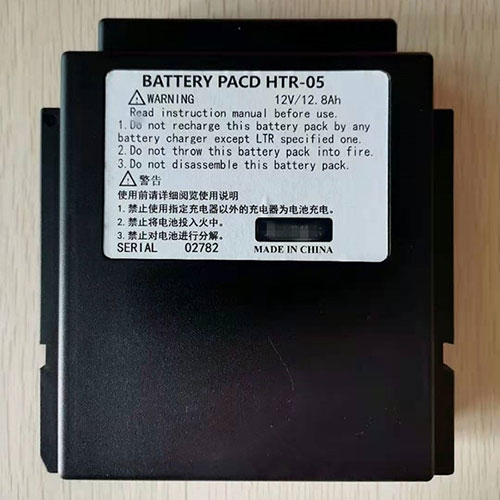 BATTERY PACD HTR-05
⚠WARNING 12V/12.8Ah
Read instruction manual before use.
1.Do not recharge this battery pack by any
battery charger except LTR specified one.
2.Do not throw this battery pack into fire.
3.Do not disassemble this battery pack.
⚠警告
使用前请详细阅览使用说明
1.禁止使用指定充电器以外的充电器为电池充电。
2.禁止将电池投入火中。
3.禁止对电池进行分解。
SERIAL 02782 MADE IN CHINA